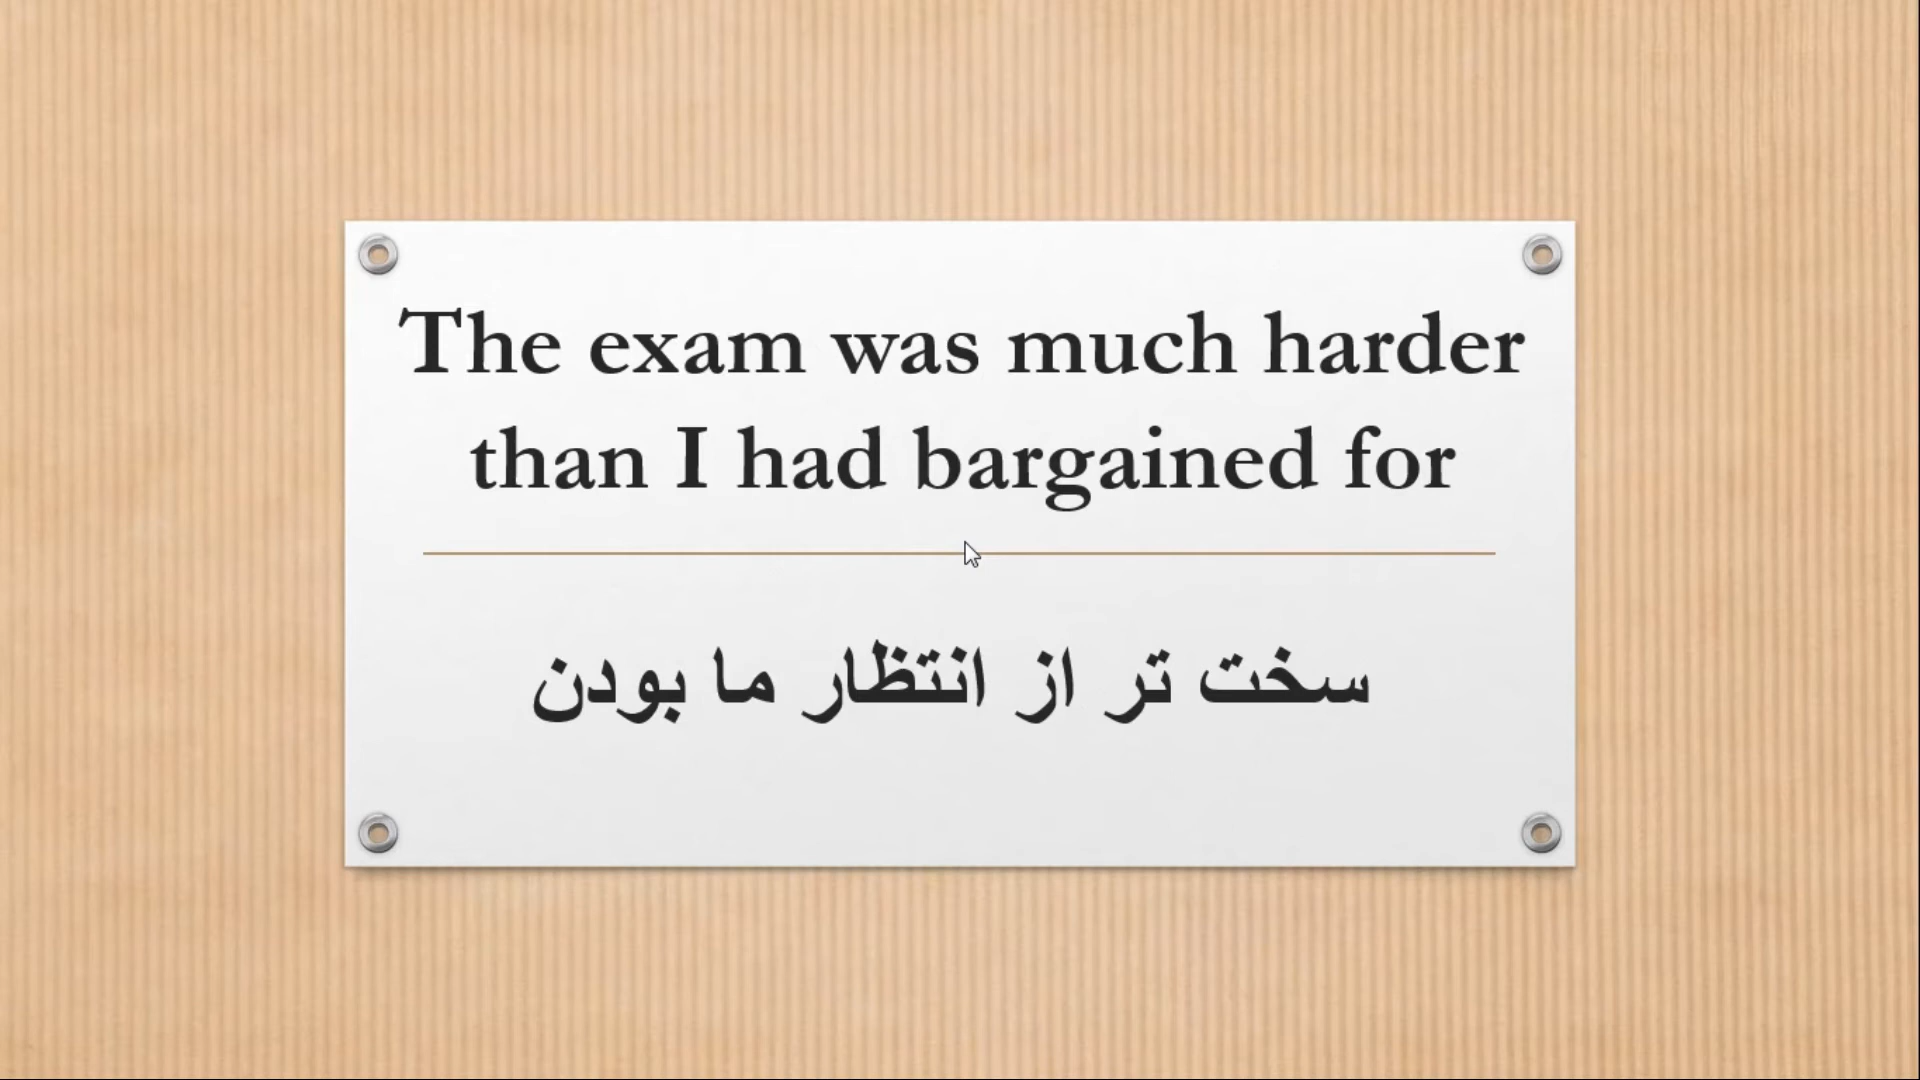 The exam was much harder
than I had bargained for
سخت تر از انتظار ما بودن